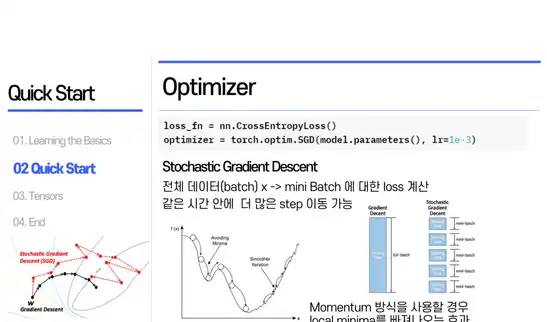 Quick Start
01. Learning the Basics
02 Quick Start
03. Tensors
04. End
Stochastic Gradient
Descent (SGD)
W
Gradient Descent
Optimizer
loss_fn = nn.CrossEntropyLoss()
optimizer = torch.optim.SGD(model.parameters(), lr=1e-3)
Stochastic Gradient Descent
전체 데이터(batch) x -> mini Batch 에 대한 loss 계산
같은 시간 안에 더 많은 step 이동 가능
f (x)
Avoiding
Minima
Smoother
Iteration
Gradient
Decent
full-batch
Stochastic
Gradient
Decent
mini-batch
mini-batch
mini-batch
mini-batch
mini-batch
Momentum 방식을 사용할 경우
local minima를 빠져나오는 효과